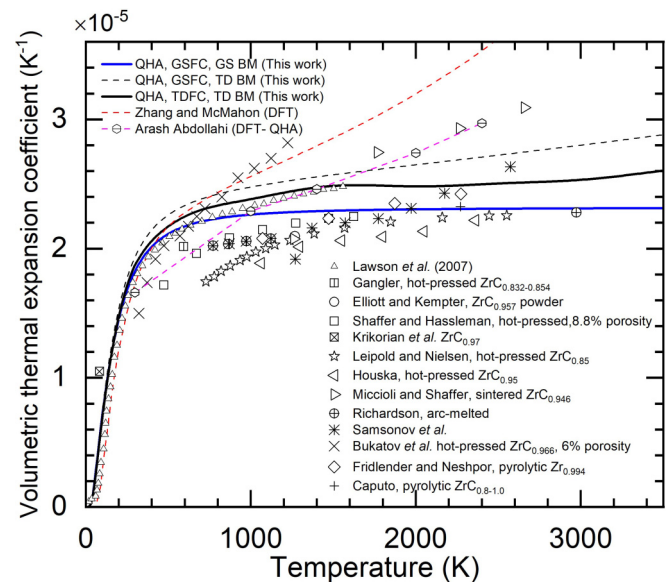 ×10⁻⁵
Volumetric thermal expansion coefficient (K⁻¹)
3
2
1
0
QHA, GSFC, GS BM (This work)
QHA, GSFC, TD BM (This work)
QHA, TDFC, TD BM (This work)
Zhang and McMahon (DFT)
Arash Abdollahi (DFT- QHA)
Lawson et al. (2007)
Gangler, hot-pressed ZrC0.832-0.854
Elliott and Kempter, ZrC0.957 powder
Shaffer and Hassleman, hot-pressed,8.8% porosity
Krikorian et al. ZrC0.97
Leipold and Nielsen, hot-pressed ZrC0.85
Houska, hot-pressed ZrC0.95
Miccioli and Shaffer, sintered ZrC0.946
Richardson, arc-melted
Samsonov et al.
Bukatov et al. hot-pressed ZrC0.966, 6% porosity
Fridlender and Neshpor, pyrolytic Zr0.994
Caputo, pyrolytic ZrC0.8-1.0
0 1000 2000 3000
Temperature (K)